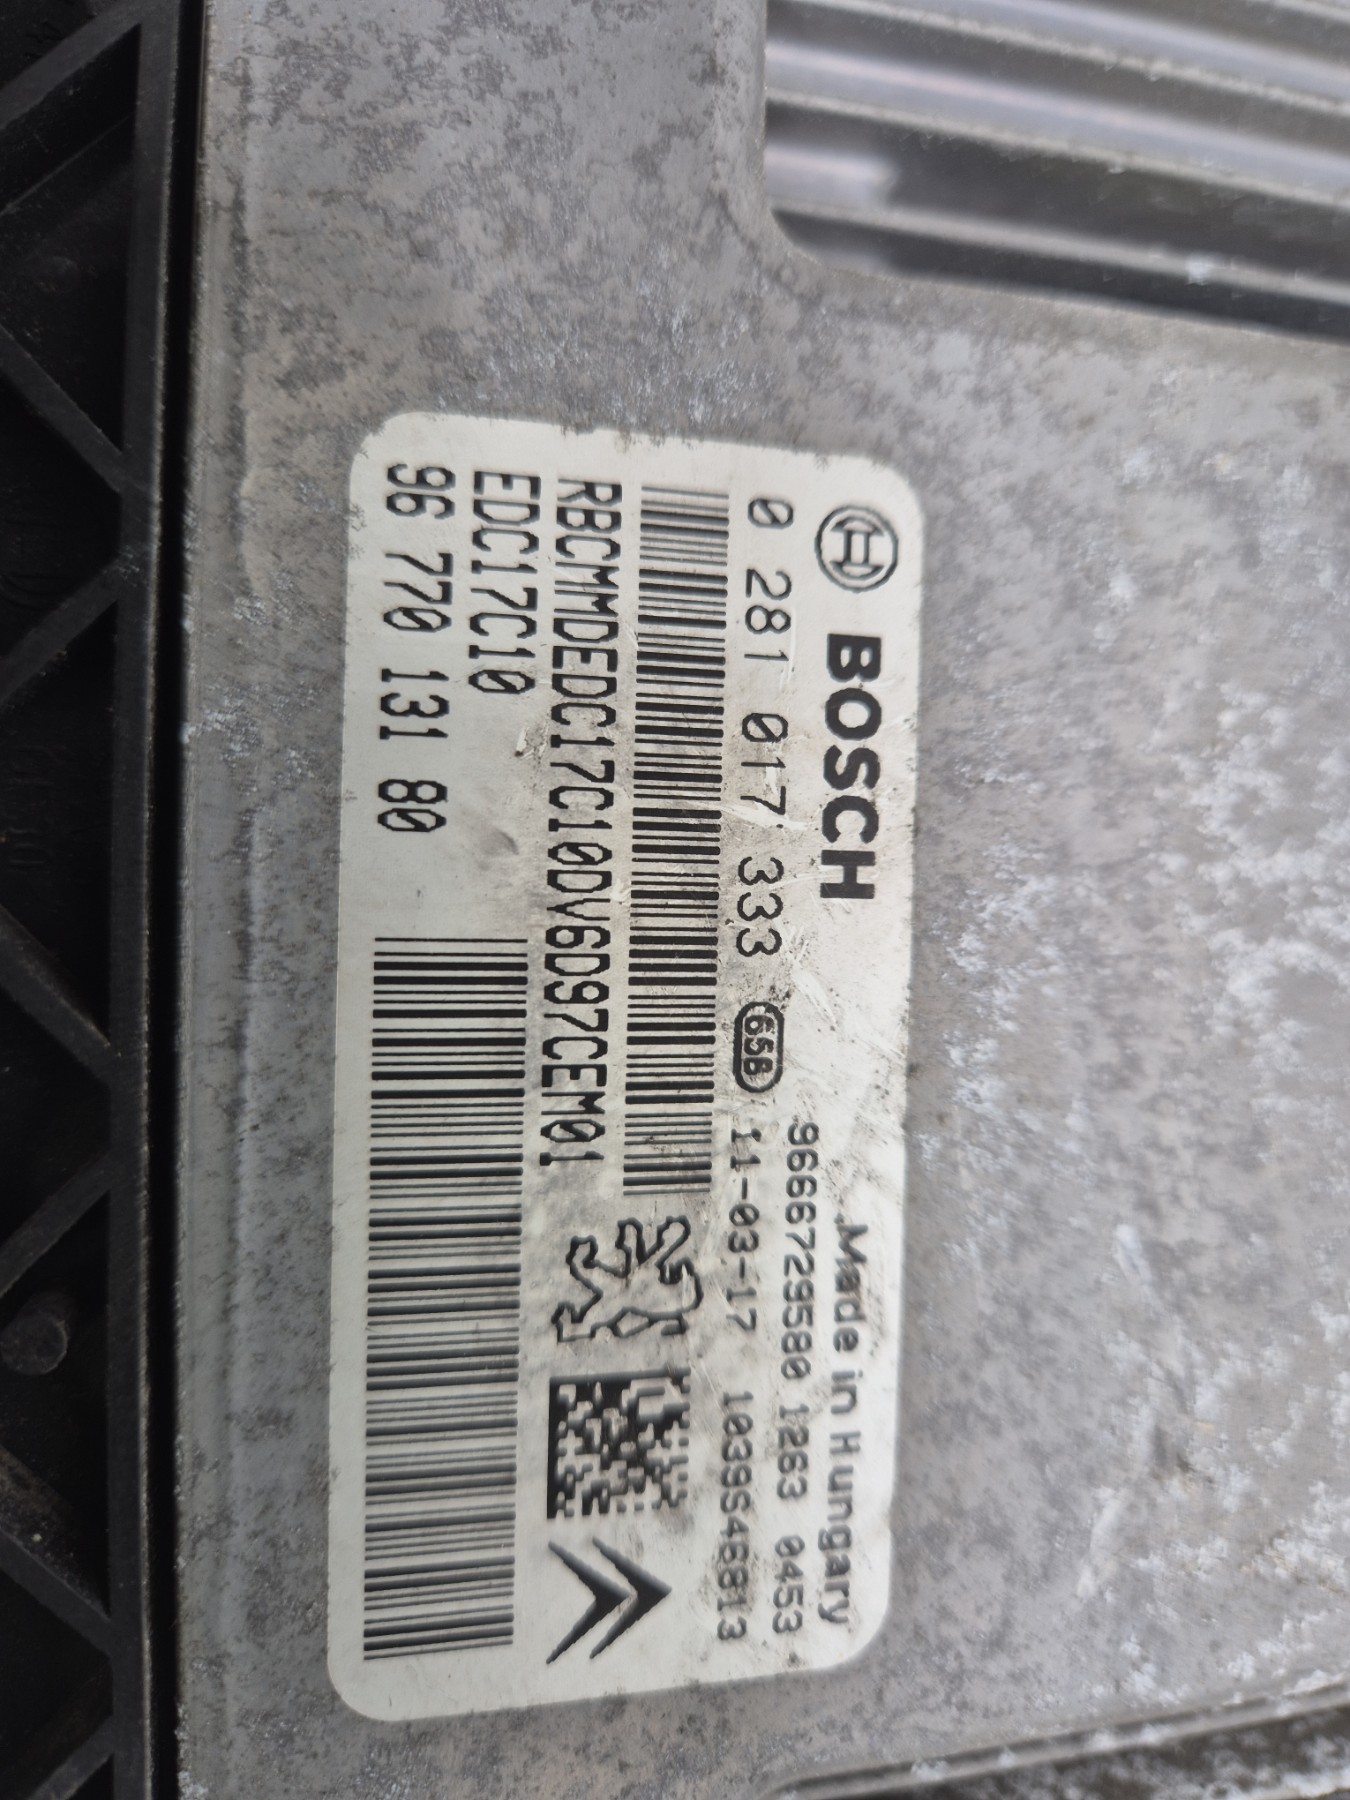 BOSCH
Made in Hungary
9666729580 1263 0453
0 281 017 333 65B 11-03-17 1039S46813
RBCMMDEDC17C10DV6D97CEM01
EDC17C10
96 770 131 80